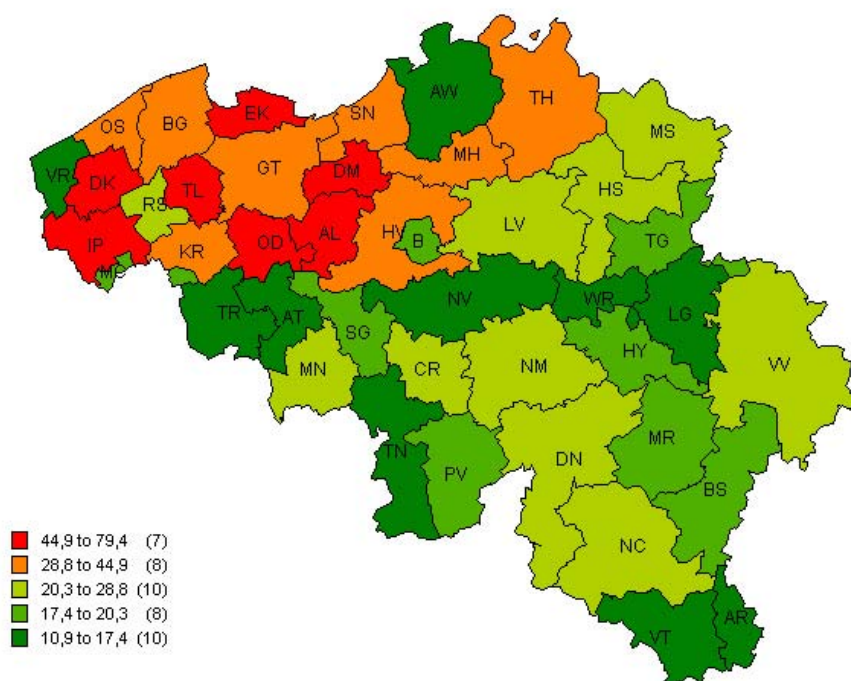 AW
TH
EK
SN
OS
BG
MS
MH
VR
DK
TL
GT
DM
HS
RS
IP
KR
OD
AL
HV
B
LV
TG
TR
AT
SG
NV
WR
LG
MN
CR
NM
HY
VV
TN
PV
DN
MR
BS
NC
VT
AR
44,9 to 79,4 (7)
28,8 to 44,9 (8)
20,3 to 28,8 (10)
17,4 to 20,3 (8)
10,9 to 17,4 (10)